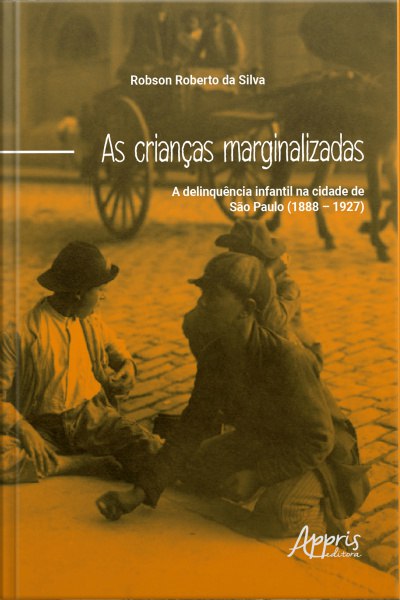 Robson Roberto da Silva
As crianças marginalizadas
A delinquência infantil na cidade de
São Paulo (1888 – 1927)
Appris
editora